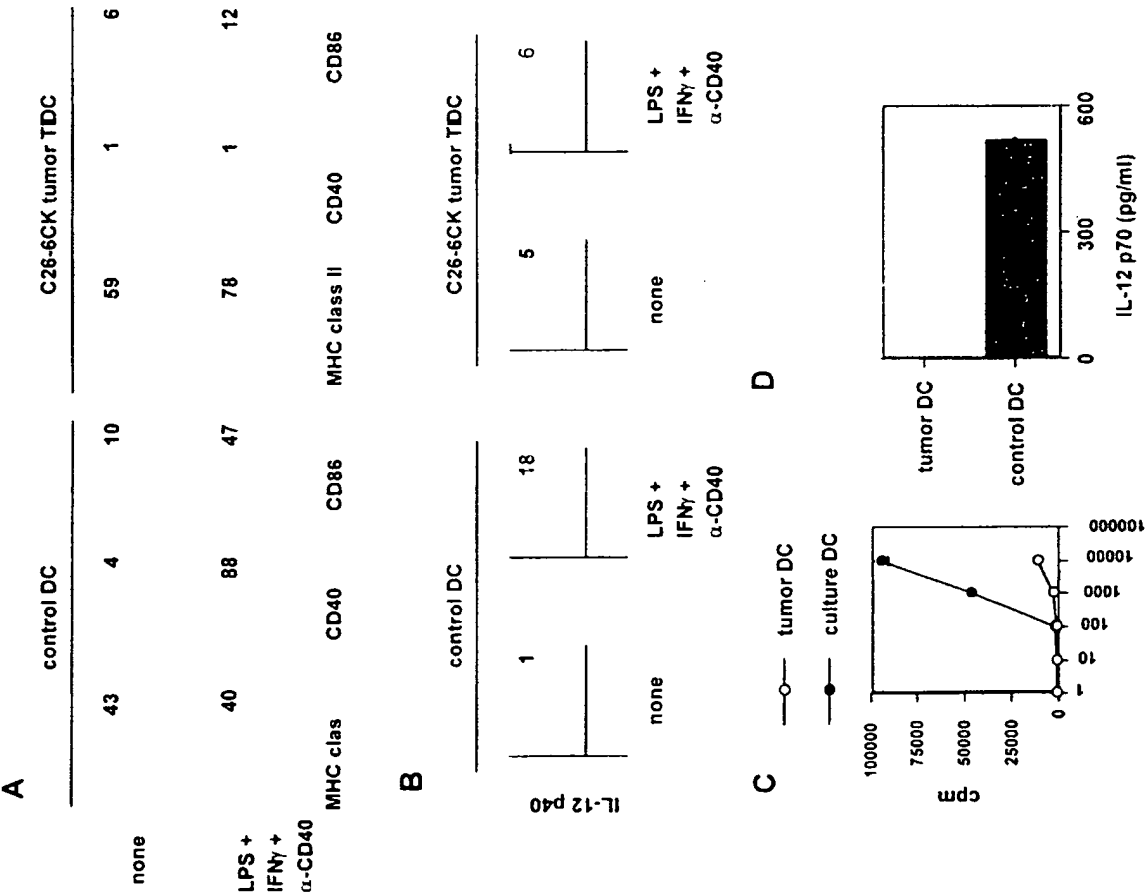 A
control DC
C26-6CK tumor TIDC
none
43
4
10
59
1
6
LPS +
IFNγ +
α-CD40
40
88
47
78
1
12
MHC clas
CD40
CD86
MHC class II
CD40
CD86
B
control DC
C26-6CK tumor TIDC
IL-12 p40
1
18
5
6
none
LPS +
IFNγ +
α-CD40
none
LPS +
IFNγ +
α-CD40
C
tumor DC
culture DC
cpm
100000
75000
50000
25000
0
1
10
100
1000
10000
100000
D
tumor DC
control DC
0
300
600
IL-12 p70 (pg/ml)